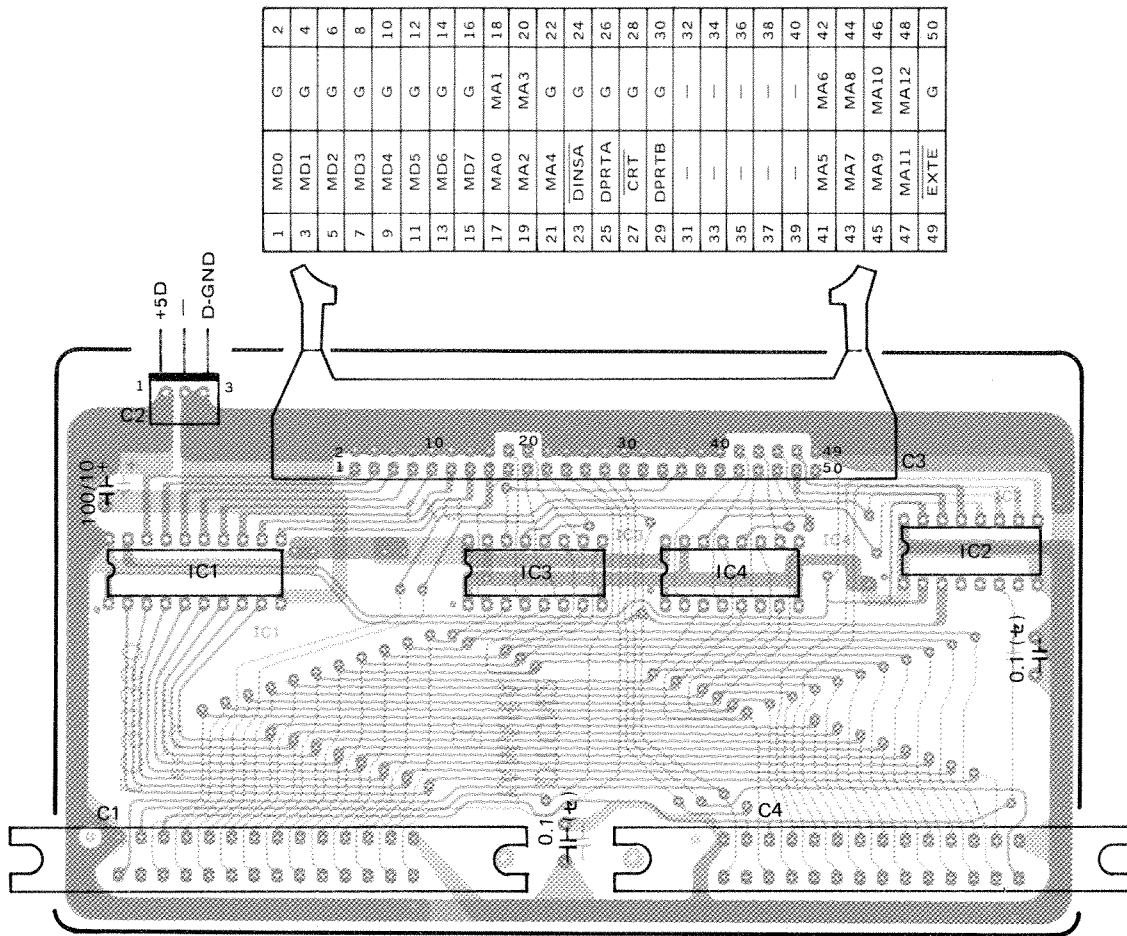 1 MD0 G 2
3 MD1 G 4
5 MD2 G 6
7 MD3 G 8
9 MD4 G 10
11 MD5 G 12
13 MD6 G 14
15 MD7 G 16
17 MA0 MA1 18
19 MA2 MA3 20
21 MA4 G 22
23 D̅I̅N̅S̅A̅ G 24
25 DPRTA G 26
27 C̅R̅T̅ G 28
29 DPRTB G 30
31 — — 32
33 — — 34
35 — — 36
37 — — 38
39 — — 40
41 MA5 MA6 42
43 MA7 MA8 44
45 MA9 MA10 46
47 MA11 MA12 48
49 E̅X̅T̅E̅ G 50
+5D
—
D-GND
1 3
C2
2 10 20 30 40 49
1 50
C3
100/10
+
IC1
IC3
IC4
IC2
IC3
IC4
IC1
0.1 (セ)
C1
0.1 (セ)
C4